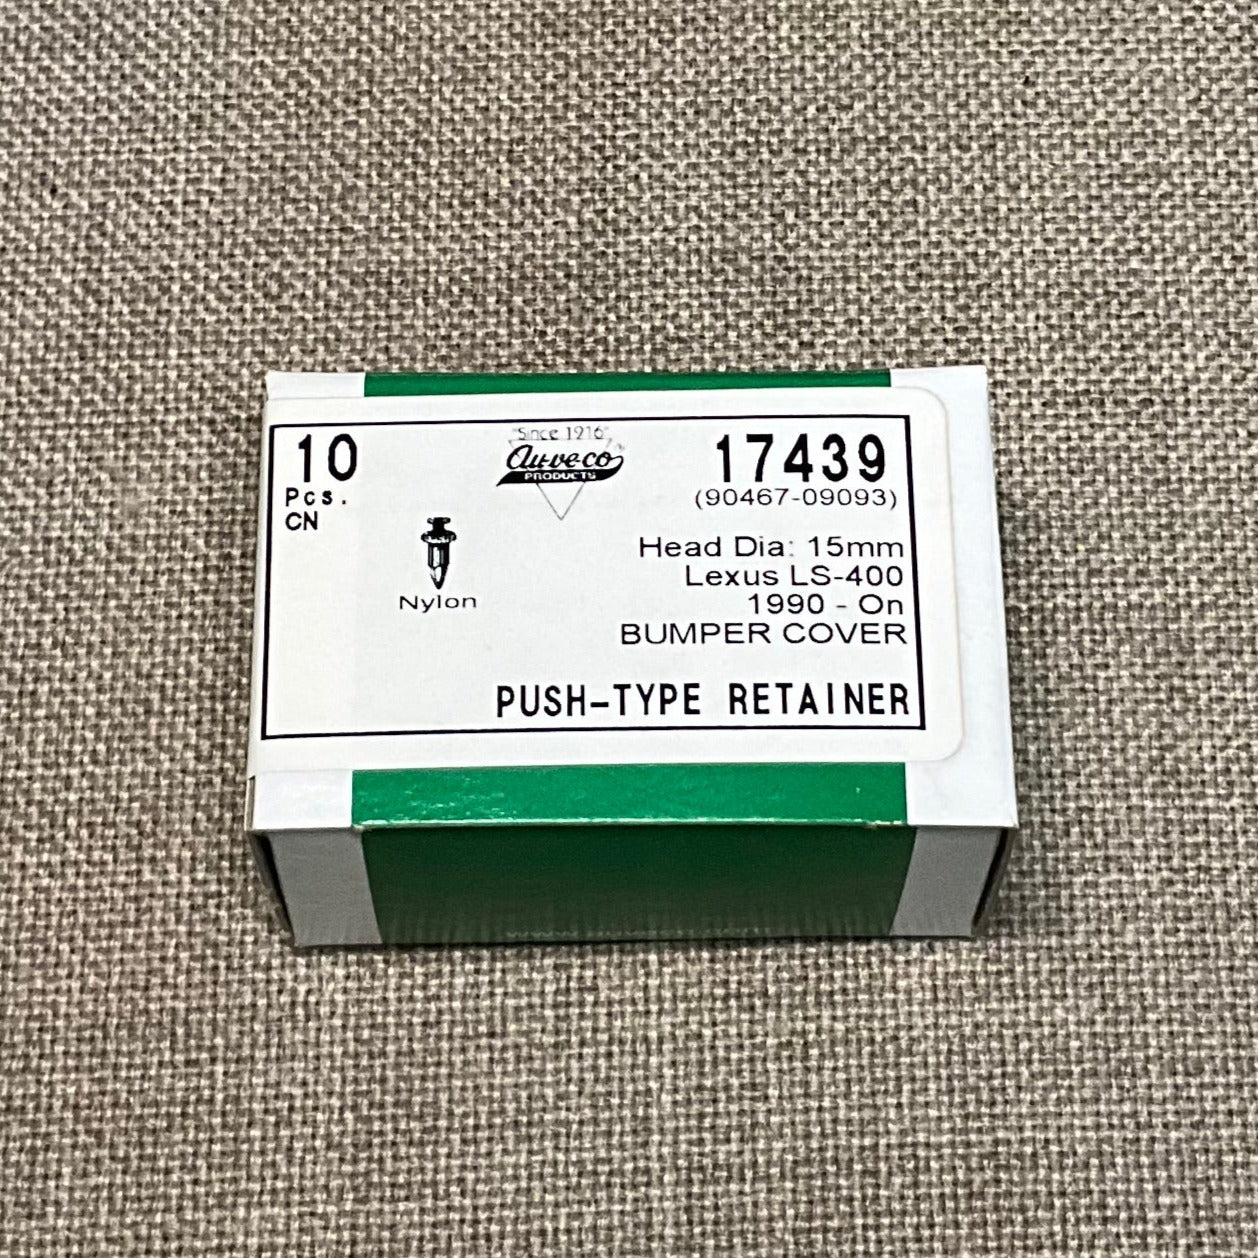 10
Pcs.
CN
"Since 1916"
Au-ve-co
PRODUCTS
17439
(90467-09093)
Nylon
Head Dia: 15mm
Lexus LS-400
1990 - On
BUMPER COVER
PUSH-TYPE RETAINER